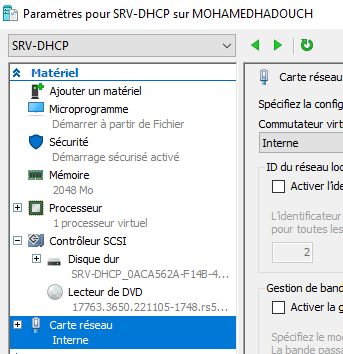 Paramètres pour SRV-DHCP sur MOHAMEDHADOUCH
SRV-DHCP
Matériel
Ajouter un matériel
Microprogramme
Démarrer à partir de Fichier
Sécurité
Démarrage sécurisé activé
Mémoire
2048 Mo
Processeur
1 processeur virtuel
Contrôleur SCSI
Disque dur
SRV-DHCP_0ACA562A-F14B-4...
Lecteur de DVD
17763.3650.221105-1748.rs5...
Carte réseau
Interne
Carte réseau
Spécifiez la config
Commutateur virt
Interne
ID du réseau loc
Activer l'ide
L'identificateur
pour toutes les
2
Gestion de band
Activer la g
Spécifiez le mo
La bande passa